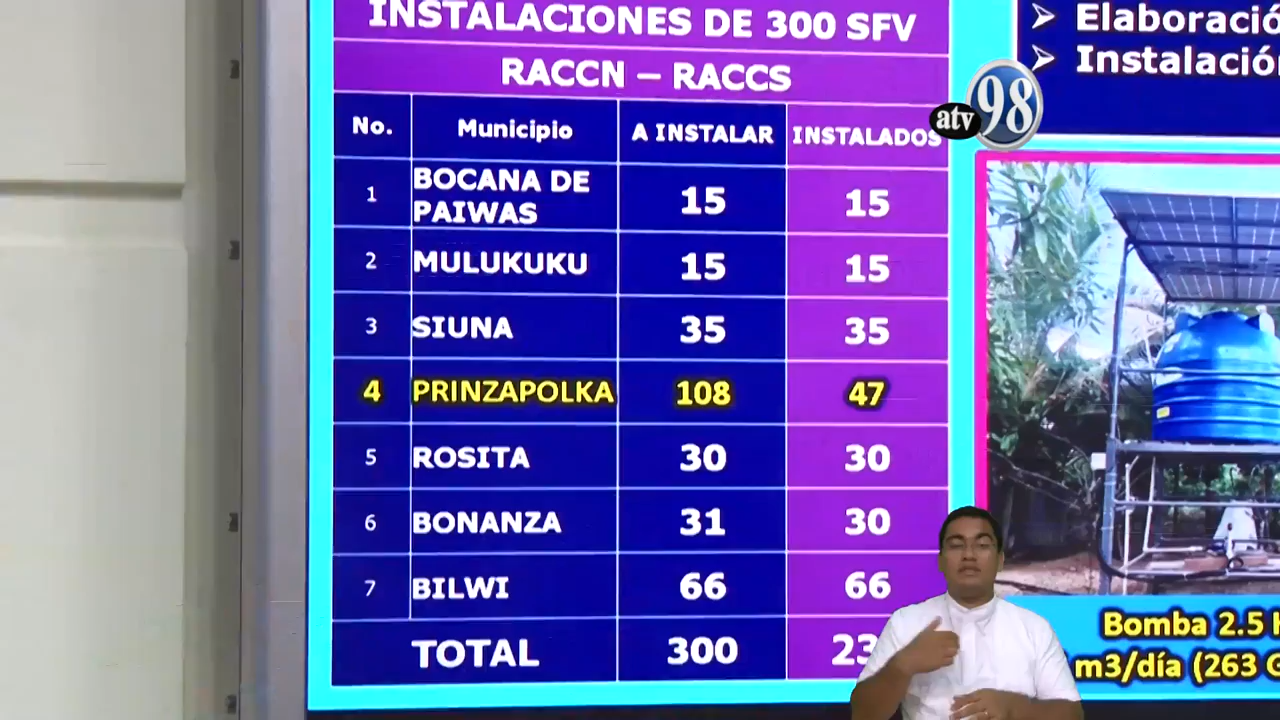 INSTALACIONES DE 300 SFV
RACCN – RACCS
No. Municipio A INSTALAR INSTALADOS
1 BOCANA DE PAIWAS 15 15
2 MULUKUKU 15 15
3 SIUNA 35 35
4 PRINZAPOLKA 108 47
5 ROSITA 30 30
6 BONANZA 31 30
7 BILWI 66 66
TOTAL 300
atv 98
➢
➢
Bomba 2.5
m3/día (263